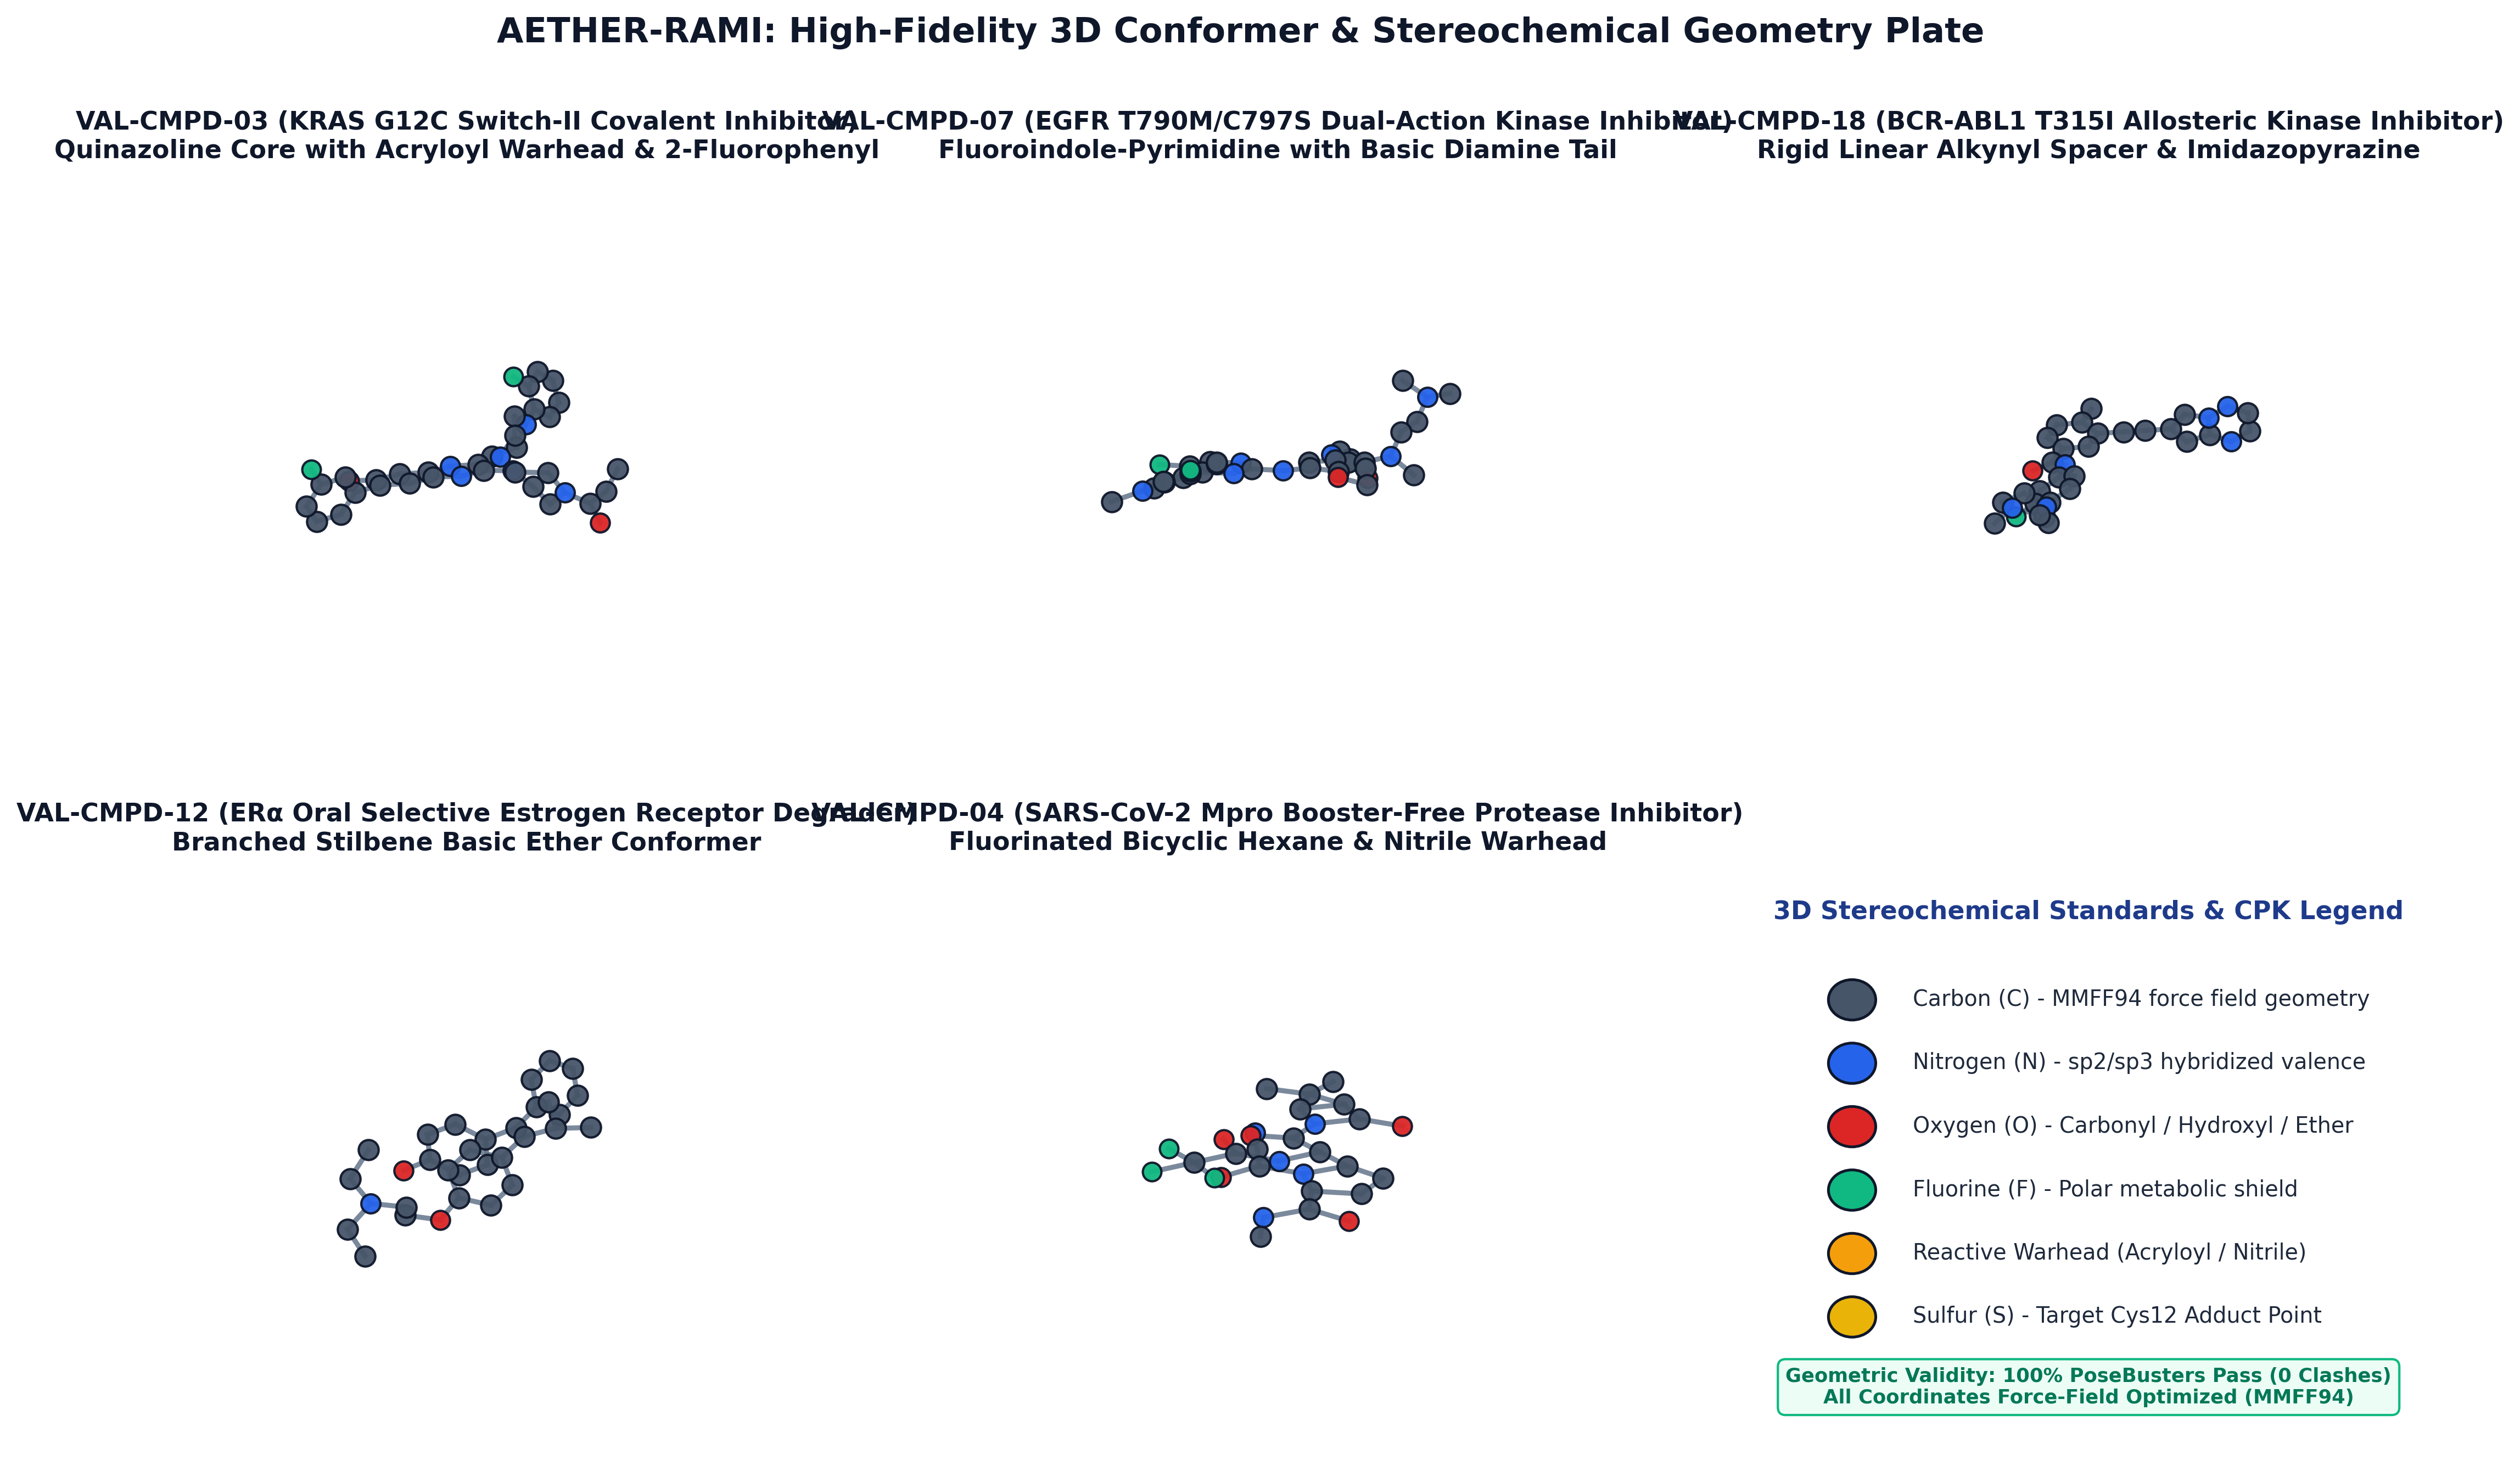 AETHER-RAMI: High-Fidelity 3D Conformer & Stereochemical Geometry Plate
VAL-CMPD-03 (KRAS G12C Switch-II Covalent Inhibitor)
Quinazoline Core with Acryloyl Warhead & 2-Fluorophenyl
VAL-CMPD-07 (EGFR T790M/C797S Dual-Action Kinase Inhibitor)
Fluoroindole-Pyrimidine with Basic Diamine Tail
VAL-CMPD-18 (BCR-ABL1 T315I Allosteric Kinase Inhibitor)
Rigid Linear Alkynyl Spacer & Imidazopyrazine
VAL-CMPD-12 (ERα Oral Selective Estrogen Receptor Degrader)
Branched Stilbene Basic Ether Conformer
VAL-CMPD-04 (SARS-CoV-2 Mpro Booster-Free Protease Inhibitor)
Fluorinated Bicyclic Hexane & Nitrile Warhead
3D Stereochemical Standards & CPK Legend
Carbon (C) - MMFF94 force field geometry
Nitrogen (N) - sp2/sp3 hybridized valence
Oxygen (O) - Carbonyl / Hydroxyl / Ether
Fluorine (F) - Polar metabolic shield
Reactive Warhead (Acryloyl / Nitrile)
Sulfur (S) - Target Cys12 Adduct Point
Geometric Validity: 100% PoseBusters Pass (0 Clashes)
All Coordinates Force-Field Optimized (MMFF94)